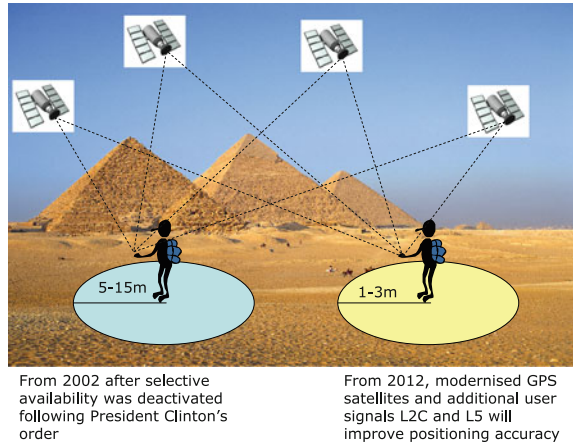 5-15m
1-3m
From 2002 after selective
availability was deactivated
following President Clinton's
order
From 2012, modernised GPS
satellites and additional user
signals L2C and L5 will
improve positioning accuracy